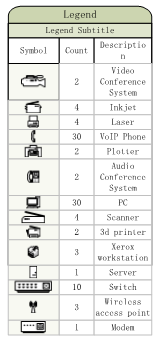 Legend
Legend Subtitle
Symbol Count Descriptio
n
2 Video
Conference
System
4 Inkjet
4 Laser
30 VoIP Phone
2 Plotter
2 Audio
Conference
System
30 PC
4 Scanner
2 3d printer
3 Xerox
workstation
1 Server
10 Switch
3 Wireless
access point
1 Modem